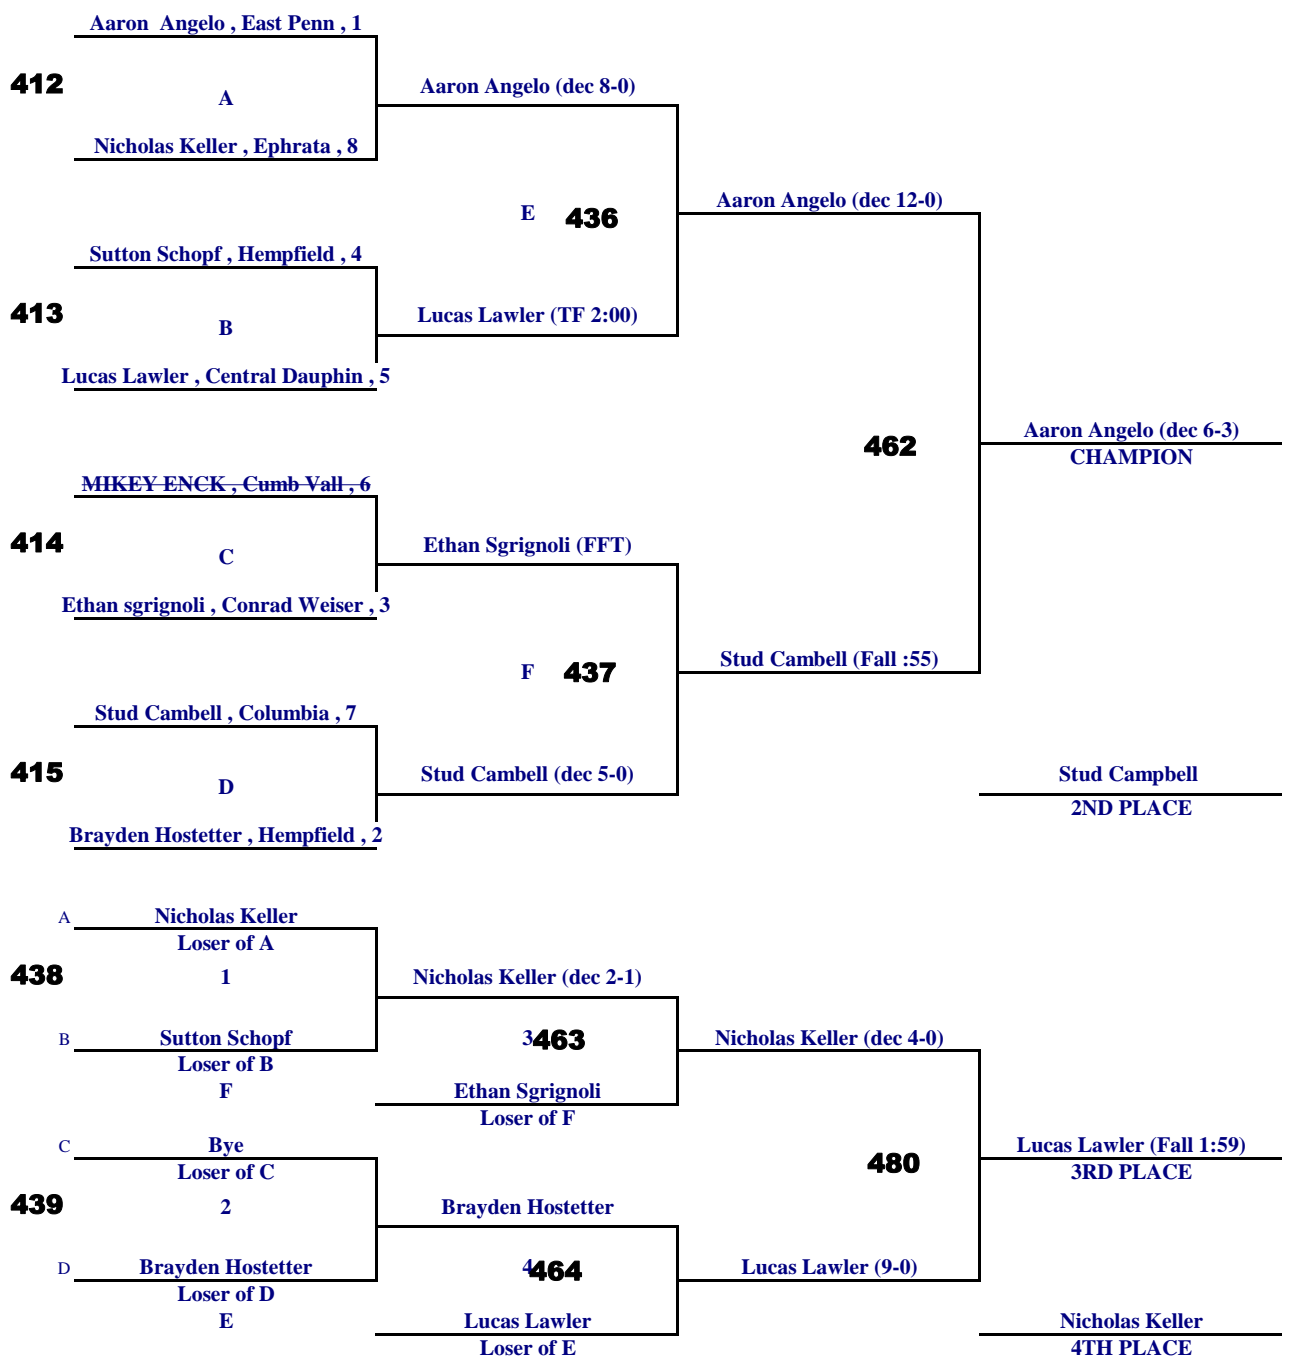 Aaron  Angelo , East Penn , 1
412
A
Aaron Angelo (dec 8-0)
Nicholas Keller , Ephrata , 8
E
436
Aaron Angelo (dec 12-0)
Sutton Schopf , Hempfield , 4
413
B
Lucas Lawler (TF 2:00)
Lucas Lawler , Central Dauphin , 5
462
Aaron Angelo (dec 6-3)
CHAMPION
MIKEY ENCK , Cumb Vall , 6
414
C
Ethan Sgrignoli (FFT)
Ethan sgrignoli , Conrad Weiser , 3
F
437
Stud Cambell (Fall :55)
Stud Cambell , Columbia , 7
415
D
Stud Cambell (dec 5-0)
Stud Campbell
2ND PLACE
Brayden Hostetter , Hempfield , 2
A
Nicholas Keller
Loser of A
438
1
Nicholas Keller (dec 2-1)
B
Sutton Schopf
Loser of B
3
463
Nicholas Keller (dec 4-0)
F
Ethan Sgrignoli
Loser of F
C
Bye
Loser of C
480
Lucas Lawler (Fall 1:59)
3RD PLACE
439
2
Brayden Hostetter
D
Brayden Hostetter
Loser of D
4
464
Lucas Lawler (9-0)
E
Lucas Lawler
Loser of E
Nicholas Keller
4TH PLACE